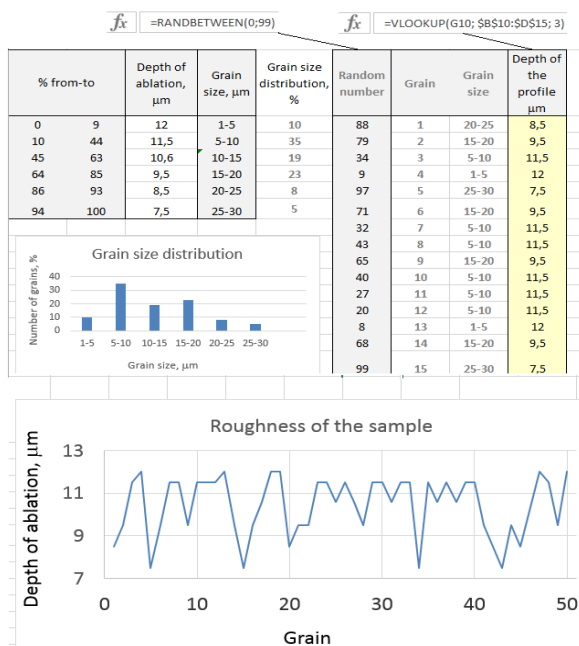 fx =RANDBETWEEN(0;99) fx =VLOOKUP(G10; $B$10:$D$15; 3)
% from-to Depth of ablation, µm Grain size, µm Grain size distribution, % Random number Grain Grain size Depth of the profile µm
0 9 12 1-5 10 88 1 20-25 8,5
10 44 11,5 5-10 35 79 2 15-20 9,5
45 63 10,6 10-15 19 34 3 5-10 11,5
64 85 9,5 15-20 23 9 4 1-5 12
86 93 8,5 20-25 8 97 5 25-30 7,5
94 100 7,5 25-30 5 71 6 15-20 9,5
32 7 5-10 11,5
43 8 5-10 11,5
65 9 15-20 9,5
40 10 5-10 11,5
27 11 5-10 11,5
20 12 5-10 11,5
8 13 1-5 12
68 14 15-20 9,5
99 15 25-30 7,5
Grain size distribution
Number of grains, %
40
30
20
10
0
1-5 5-10 10-15 15-20 20-25 25-30
Grain size, µm
Roughness of the sample
Depth of ablation, µm
13
11
9
7
0 10 20 30 40 50
Grain